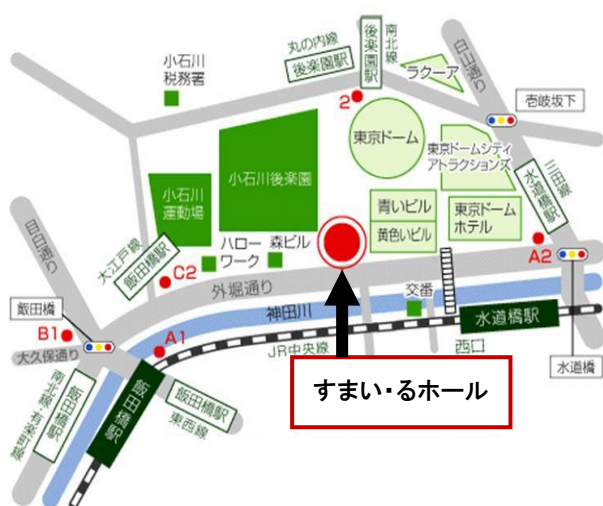 小石川
税務署
丸の内線
後楽園駅
後楽園駅
南北線
ラクーア
白山通り
2
壱岐坂下
東京ドーム
東京ドームシティ
アトラクションズ
三田線
水道橋駅
小石川後楽園
小石川
運動場
青いビル
黄色いビル
東京ドーム
ホテル
目白通り
大江戸線
飯田橋駅
C2
ハロー
ワーク
森ビル
A2
外堀通り
飯田橋
神田川
交番
水道橋駅
B1
A1
大久保通り
JR中央線
西口
水道橋
すまい・るホール
飯田橋駅
南北線・有楽町線
飯田橋駅
飯田橋駅
東西線